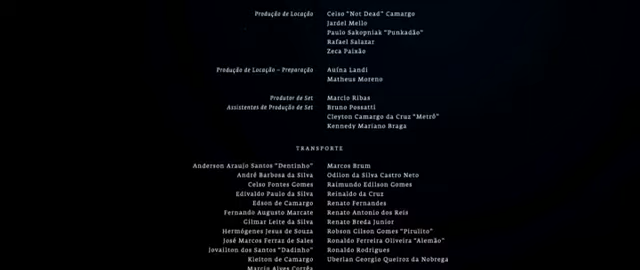 Produção de Locação Celso "Not Dead" Camargo
Jardel Mello
Paulo Sakopniak "Punkadão"
Rafael Salazar
Zeca Paixão
Produção de Locação – Preparação Auína Landi
Matheus Moreno
Produtor de Set Marcio Ribas
Assistentes de Produção de Set Bruno Possatti
Cleyton Camargo da Cruz "Metrô"
Kennedy Mariano Braga
TRANSPORTE
Anderson Araujo Santos "Dentinho" Marcos Brum
André Barbosa da Silva Odilon da Silva Castro Neto
Celso Fontes Gomes Raimundo Edilson Gomes
Edivaldo Paulo da Silva Reinaldo da Cruz
Edson de Camargo Renato Fernandes
Fernando Augusto Marcate Renato Antonio dos Reis
Gilmar Leite da Silva Renato Breda Junior
Hermógenes Jesus de Souza Robson Gilson Gomes "Pirulito"
José Marcos Ferraz de Sales Ronaldo Ferreira Oliveira "Alemão"
Jovailton dos Santos "Dadinho" Ronaldo Rodrigues
Kleiton de Camargo Uberlan Georgio Queiroz da Nobrega
Marcio Alves Corrêa